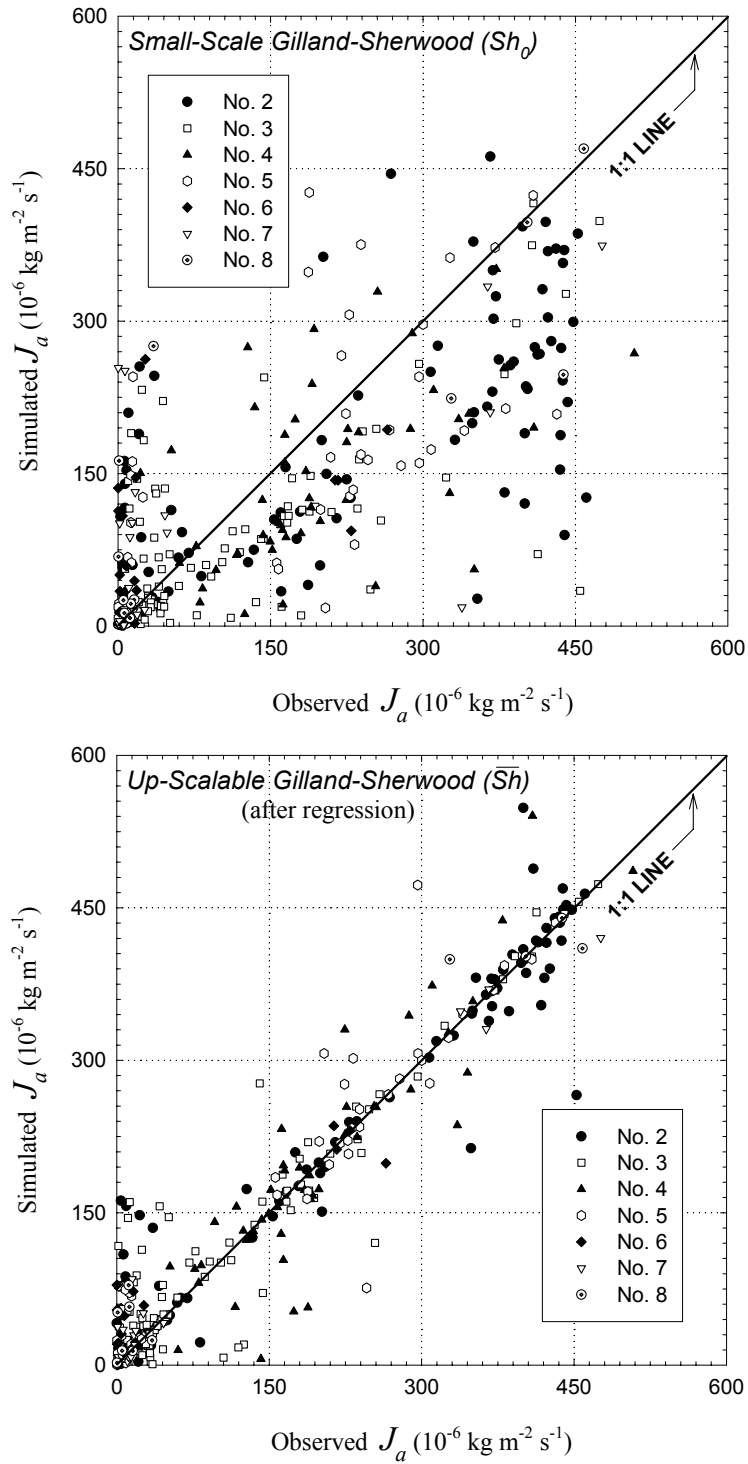 600
Small-Scale Gilland-Sherwood (Sh0)
No. 2
No. 3
No. 4
No. 5
No. 6
No. 7
No. 8
1:1 LINE
450
300
150
0
Simulated Ja (10-6 kg m-2 s-1)
0 150 300 450 600
Observed Ja (10-6 kg m-2 s-1)
600
Up-Scalable Gilland-Sherwood (S̅h̅)
(after regression)
1:1 LINE
450
300
150
0
Simulated Ja (10-6 kg m-2 s-1)
No. 2
No. 3
No. 4
No. 5
No. 6
No. 7
No. 8
0 150 300 450 600
Observed Ja (10-6 kg m-2 s-1)